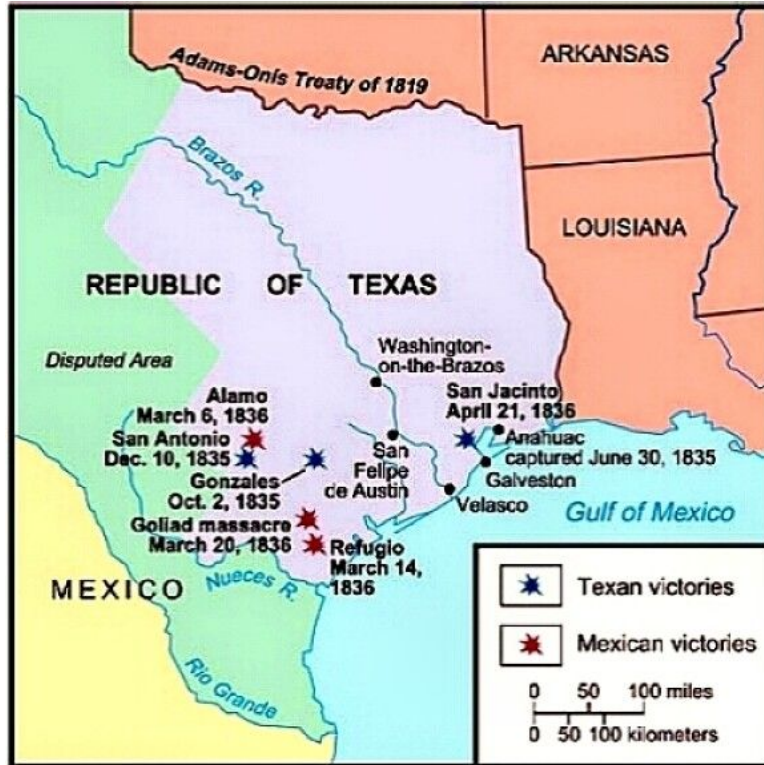 Adams-Onís Treaty of 1819
ARKANSAS
Brazos R.
LOUISIANA
REPUBLIC OF TEXAS
Disputed Area
Washington-
on-the-Brazos
Alamo
March 6, 1836
San Antonio
Dec. 10, 1835
Gonzales
Oct. 2, 1835
Goliad massacre
March 20, 1836
San Jacinto
April 21, 1836
Anahuac
captured June 30, 1835
San
Felipe
de Austin
Galveston
Velasco
Refugio
March 14,
1836
Gulf of Mexico
MEXICO
Nueces R.
Rio Grande
Texan victories
Mexican victories
0 50 100 miles
0 50 100 kilometers